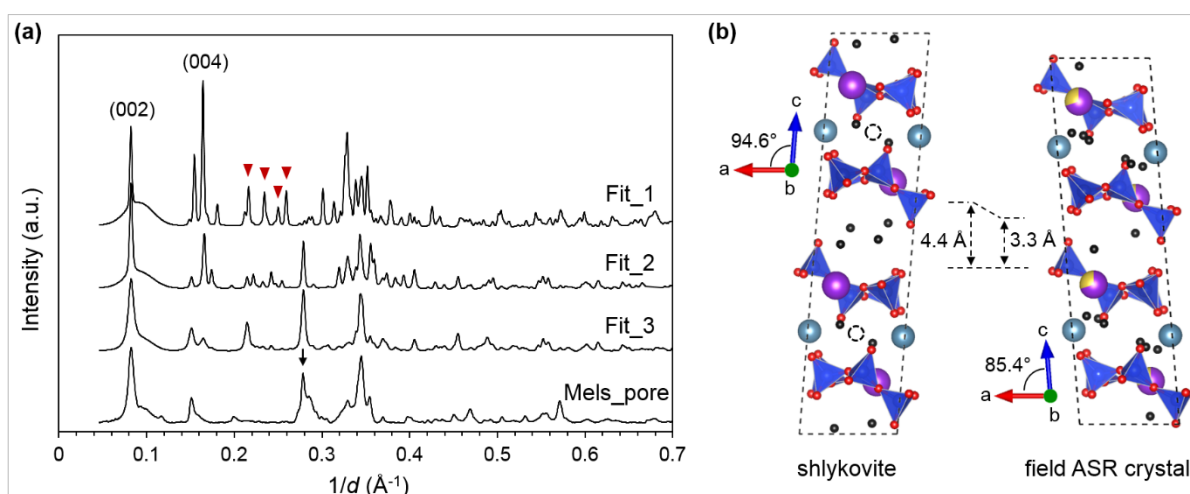 (a)
(002)
(004)
Fit_1
Fit_2
Fit_3
Mels_pore
Intensity (a.u.)
0 0.1 0.2 0.3 0.4 0.5 0.6 0.7
1/d (Å⁻¹)
(b)
c
94.6°
a
b
4.4 Å
3.3 Å
c
85.4°
a
b
shlykovite
field ASR crystal